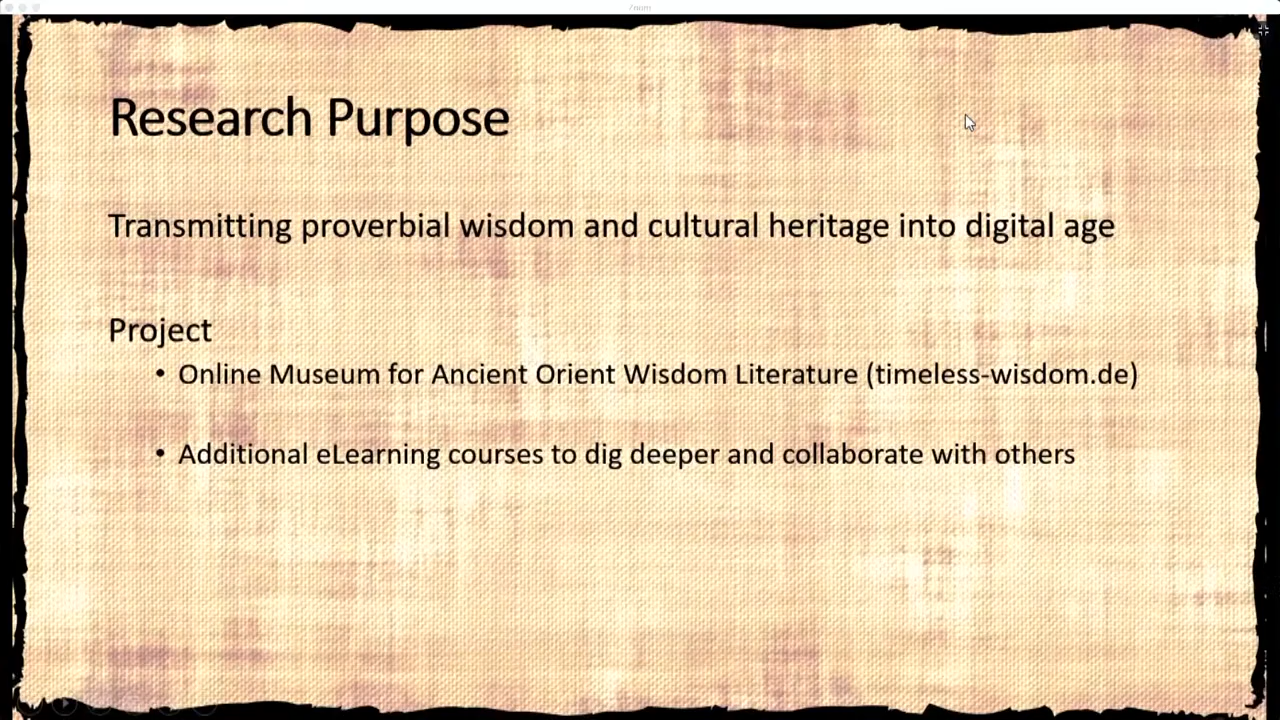 Research Purpose
Transmitting proverbial wisdom and cultural heritage into digital age
Project
• Online Museum for Ancient Orient Wisdom Literature (timeless-wisdom.de)
• Additional eLearning courses to dig deeper and collaborate with others